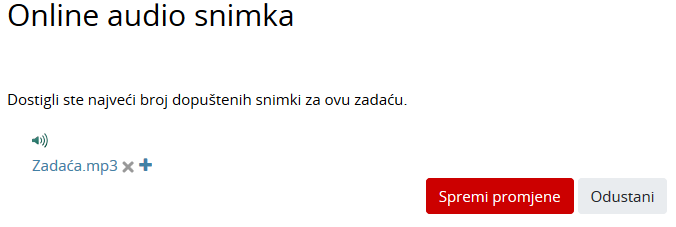 Online audio snimka
Dostigli ste najveći broj dopuštenih snimki za ovu zadaću.
Zadaća.mp3
Spremi promjene
Odustani